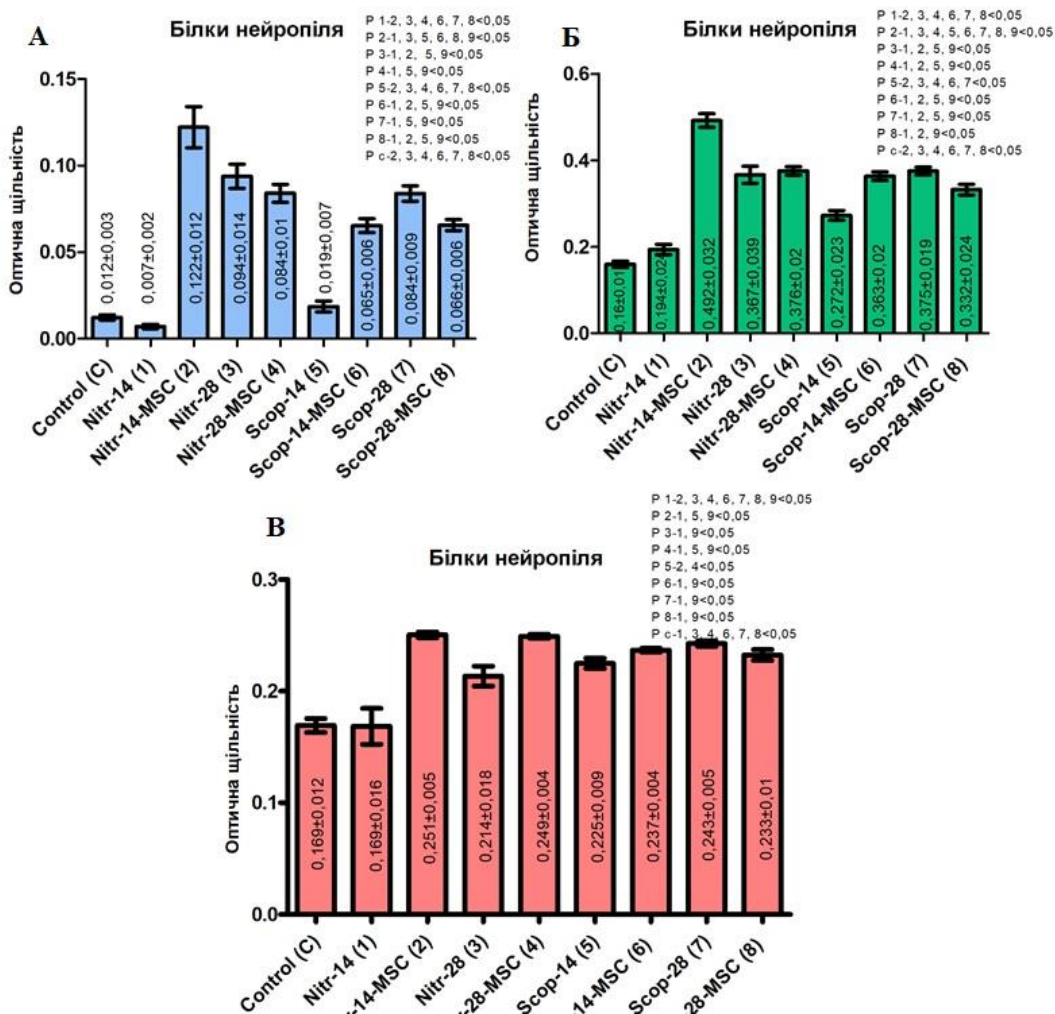 А
Білки нейропіля
P 1-2, 3, 4, 6, 7, 8<0,05
P 2-1, 3, 5, 6, 8, 9<0,05
P 3-1, 2, 5, 9<0,05
P 4-1, 5, 9<0,05
P 5-2, 3, 4, 6, 7, 8<0,05
P 6-1, 2, 5, 9<0,05
P 7-1, 5, 9<0,05
P 8-1, 2, 5, 9<0,05
P c-2, 3, 4, 6, 7, 8<0,05
Оптична щільність
0.15
0.10
0.05
0.00
0,012±0,003
0,007±0,002
0,122±0,012
0,094±0,014
0,084±0,01
0,019±0,007
0,065±0,006
0,084±0,009
0,066±0,006
Control (C)
Nitr-14 (1)
Nitr-14-MSC (2)
Nitr-28 (3)
Nitr-28-MSC (4)
Scop-14 (5)
Scop-14-MSC (6)
Scop-28 (7)
Scop-28-MSC (8)
Б
Білки нейропіля
P 1-2, 3, 4, 6, 7, 8<0,05
P 2-1, 3, 4, 5, 6, 7, 8, 9<0,05
P 3-1, 2, 5, 9<0,05
P 4-1, 2, 5, 9<0,05
P 5-2, 3, 4, 6, 7<0,05
P 6-1, 2, 5, 9<0,05
P 7-1, 2, 5, 9<0,05
P 8-1, 2, 9<0,05
P c-2, 3, 4, 6, 7, 8<0,05
Оптична щільність
0.6
0.4
0.2
0.0
0,16±0,01
0,194±0,02
0,492±0,032
0,367±0,039
0,376±0,02
0,272±0,023
0,363±0,02
0,375±0,019
0,332±0,024
Control (C)
Nitr-14 (1)
Nitr-14-MSC (2)
Nitr-28 (3)
Nitr-28-MSC (4)
Scop-14 (5)
Scop-14-MSC (6)
Scop-28 (7)
Scop-28-MSC (8)
В
Білки нейропіля
P 1-2, 3, 4, 6, 7, 8, 9<0,05
P 2-1, 5, 9<0,05
P 3-1, 9<0,05
P 4-1, 5, 9<0,05
P 5-2, 4<0,05
P 6-1, 9<0,05
P 7-1, 9<0,05
P 8-1, 9<0,05
P c-1, 3, 4, 6, 7, 8<0,05
Оптична щільність
0.3
0.2
0.1
0.0
0,169±0,012
0,169±0,016
0,251±0,005
0,214±0,018
0,249±0,004
0,225±0,009
0,237±0,004
0,243±0,005
0,233±0,01
Control (C)
Nitr-14 (1)
-14-MSC (2)
Nitr-28 (3)
-28-MSC (4)
Scop-14 (5)
14-MSC (6)
Scop-28 (7)
28-MSC (8)